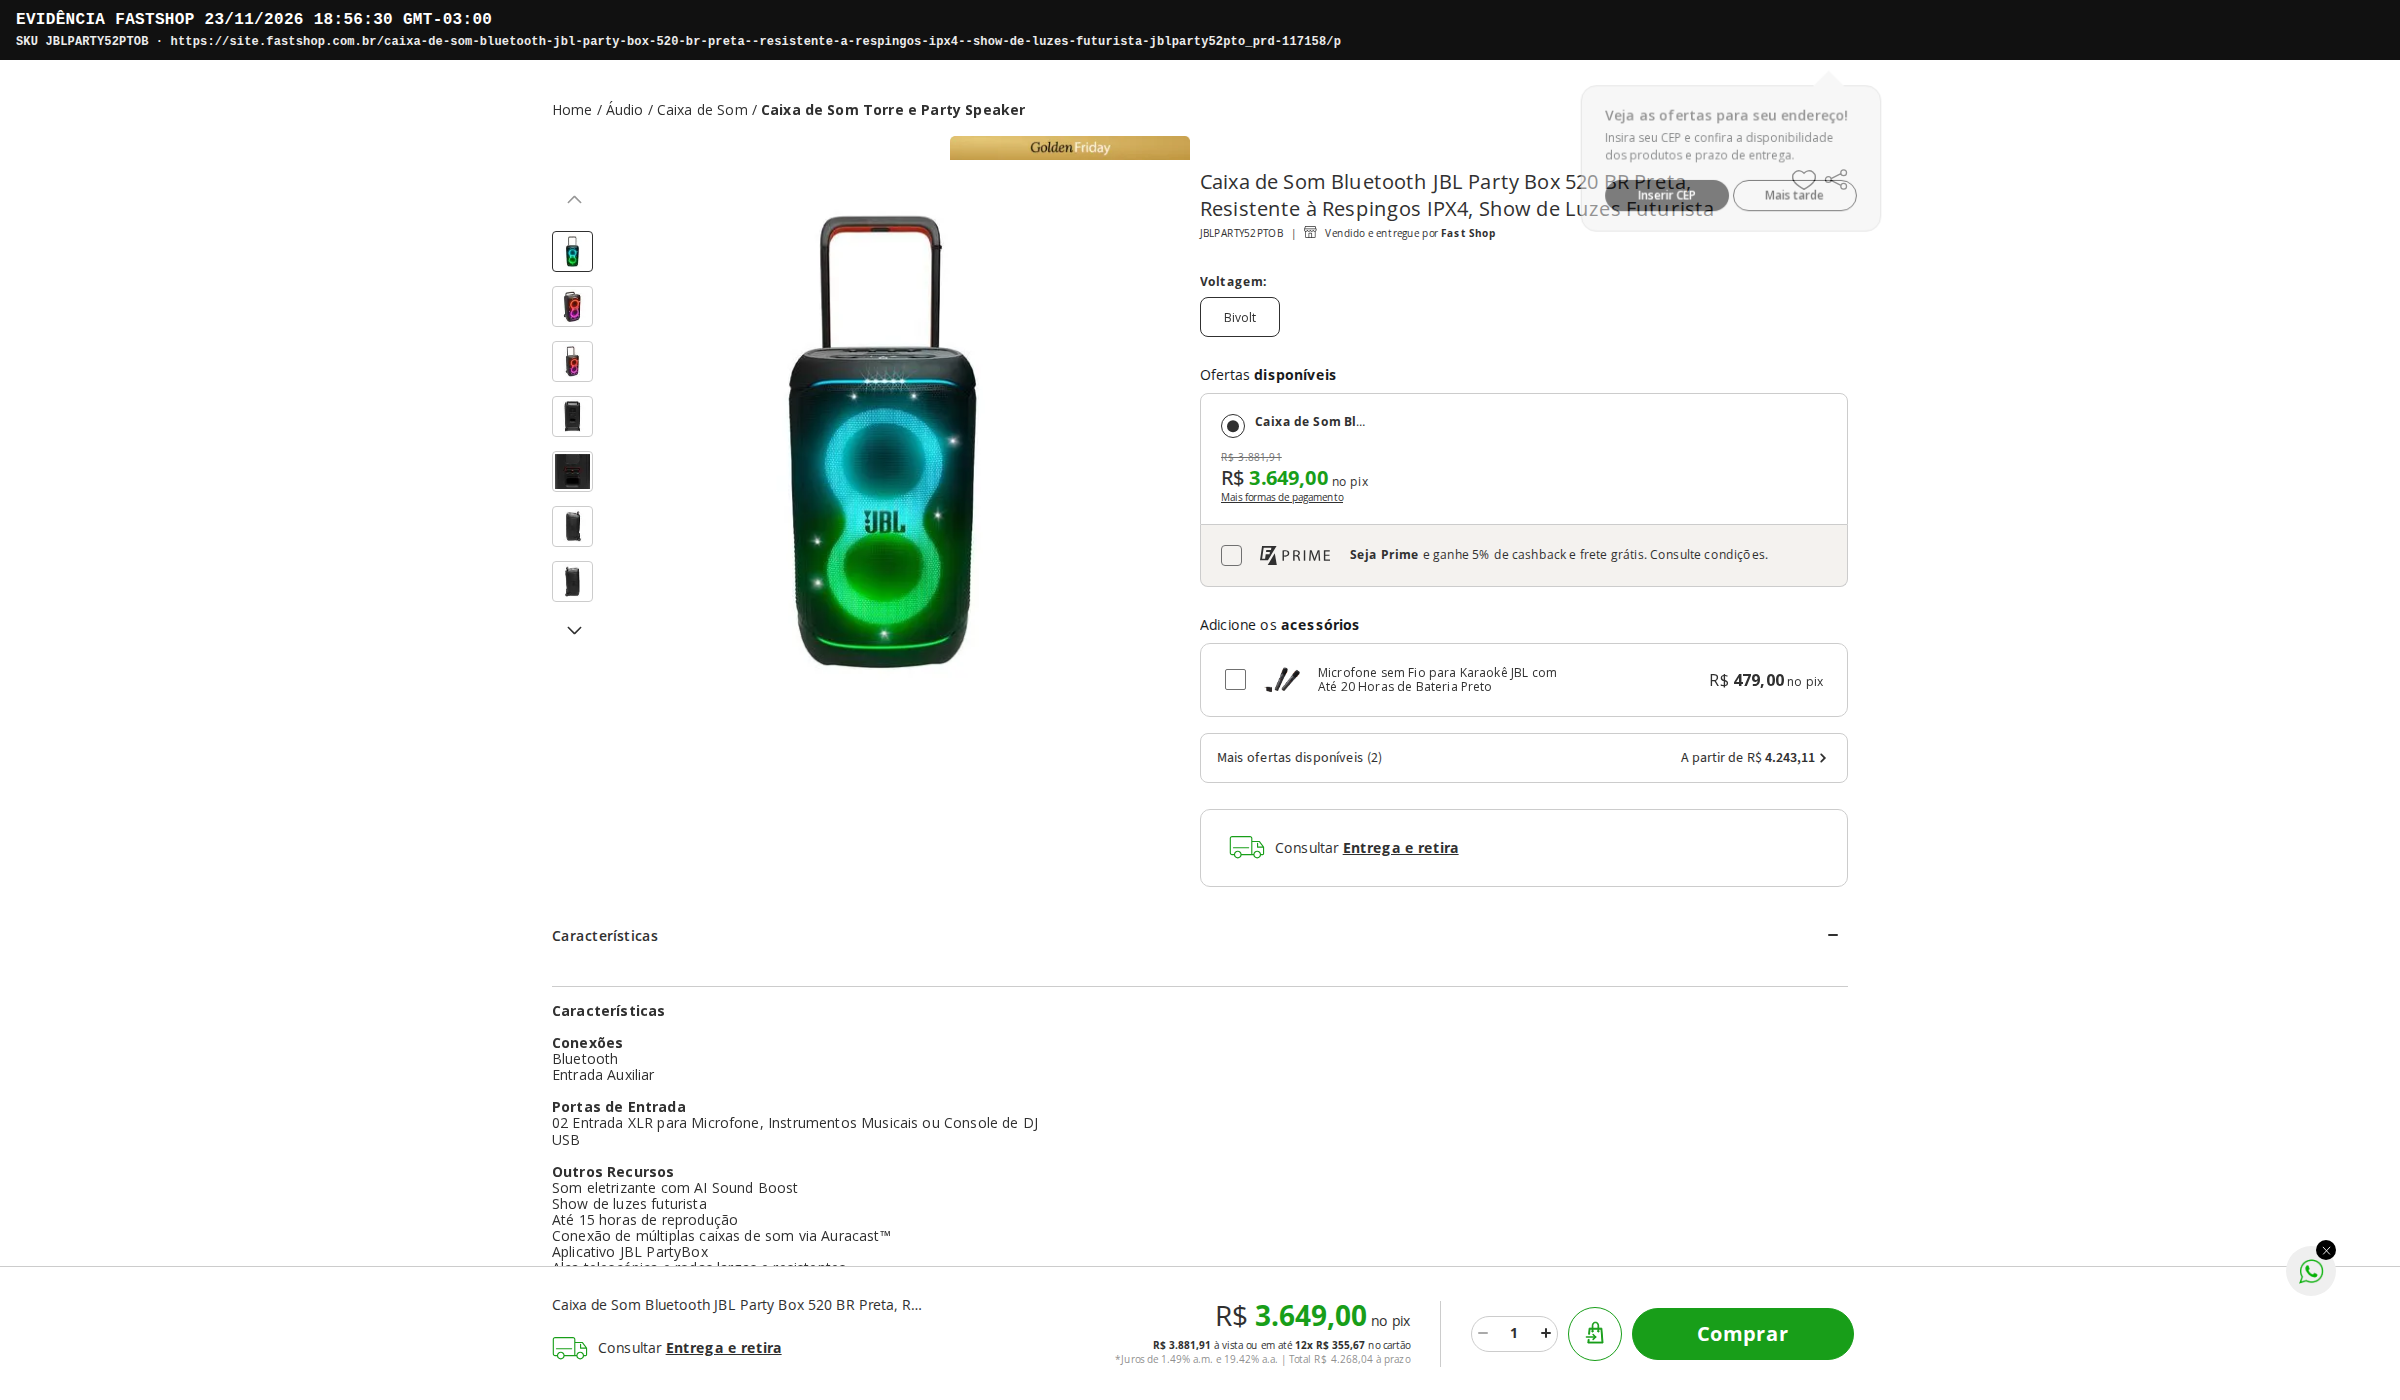 EVIDÊNCIA FASTSHOP 23/11/2026 18:56:30 GMT-03:00
SKU JBLPARTY52PTOB · https://site.fastshop.com.br/caixa-de-som-bluetooth-jbl-party-box-520-br-preta--resistente-a-respingos-ipx4--show-de-luzes-futurista-jblparty52pto_prd-117158/p
Home / Áudio / Caixa de Som / Caixa de Som Torre e Party Speaker
Golden Friday
Veja as ofertas para seu endereço!
Insira seu CEP e confira a disponibilidade
dos produtos e prazo de entrega.
Inserir CEP
Mais tarde
Caixa de Som Bluetooth JBL Party Box 520 BR Preta,
Resistente à Respingos IPX4, Show de Luzes Futurista
JBLPARTY52PTOB | Vendido e entregue por Fast Shop
Voltagem:
Bivolt
Ofertas disponíveis
Caixa de Som Bl...
R$ 3.881,91
R$ 3.649,00 no pix
Mais formas de pagamento
PRIME
Seja Prime e ganhe 5% de cashback e frete grátis. Consulte condições.
JBL
Adicione os acessórios
Microfone sem Fio para Karaokê JBL com
Até 20 Horas de Bateria Preto
R$ 479,00 no pix
Mais ofertas disponíveis (2)
A partir de R$ 4.243,11
Consultar Entrega e retira
Características
Características
Conexões
Bluetooth
Entrada Auxiliar
Portas de Entrada
02 Entrada XLR para Microfone, Instrumentos Musicais ou Console de DJ
USB
Outros Recursos
Som eletrizante com AI Sound Boost
Show de luzes futurista
Até 15 horas de reprodução
Conexão de múltiplas caixas de som via Auracast™
Aplicativo JBL PartyBox
Alça telescópica e rodas largas e resistentes
Caixa de Som Bluetooth JBL Party Box 520 BR Preta, R...
Consultar Entrega e retira
R$ 3.649,00 no pix
R$ 3.881,91 à vista ou em até 12x R$ 355,67 no cartão
*Juros de 1.49% a.m. e 19.42% a.a. | Total R$ 4.268,04 à prazo
1
Comprar